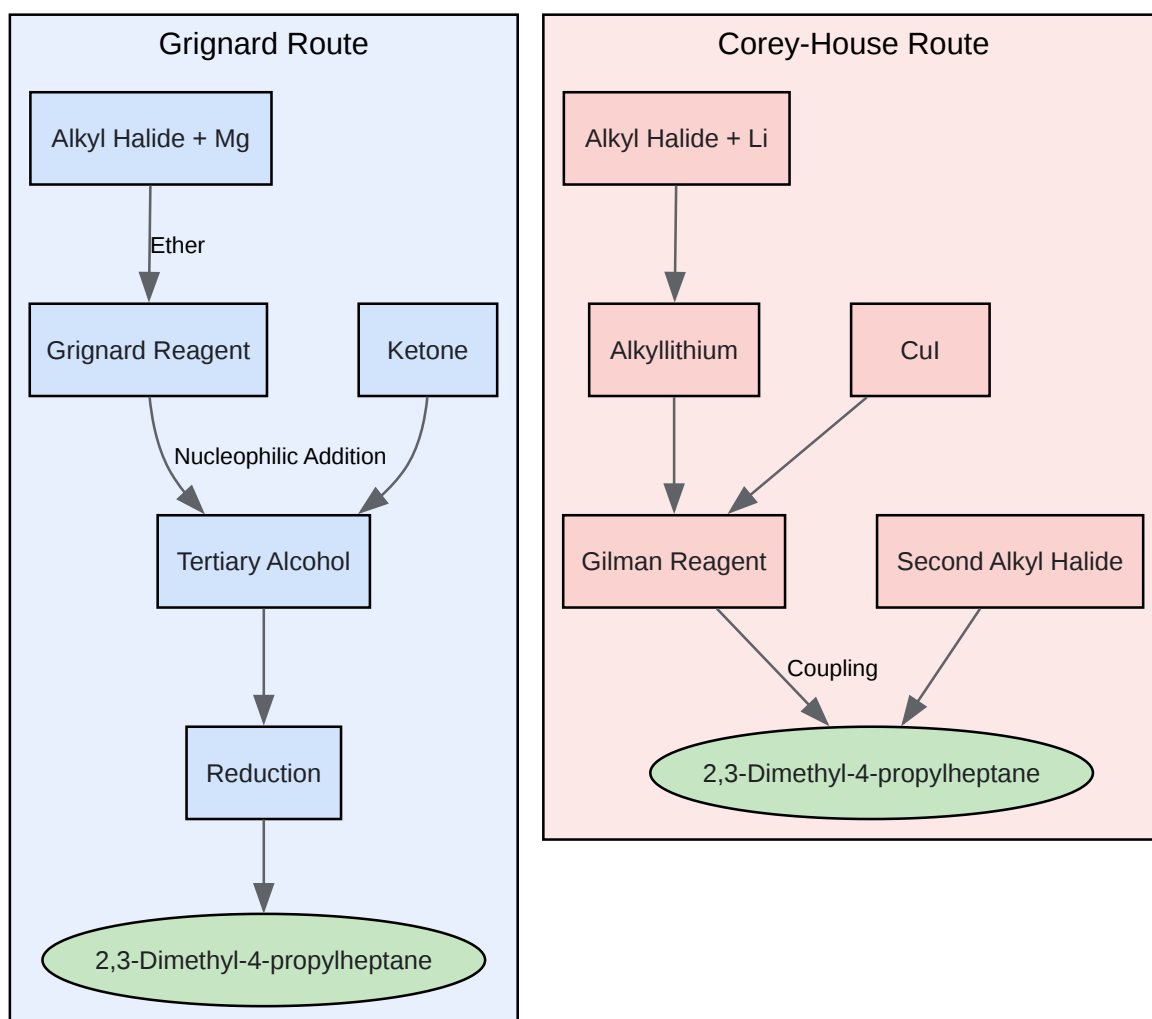 Grignard Route
Alkyl Halide + Mg
Ether
Grignard Reagent
Ketone
Nucleophilic Addition
Tertiary Alcohol
Reduction
2,3-Dimethyl-4-propylheptane
Corey-House Route
Alkyl Halide + Li
Alkyllithium
CuI
Gilman Reagent
Second Alkyl Halide
Coupling
2,3-Dimethyl-4-propylheptane